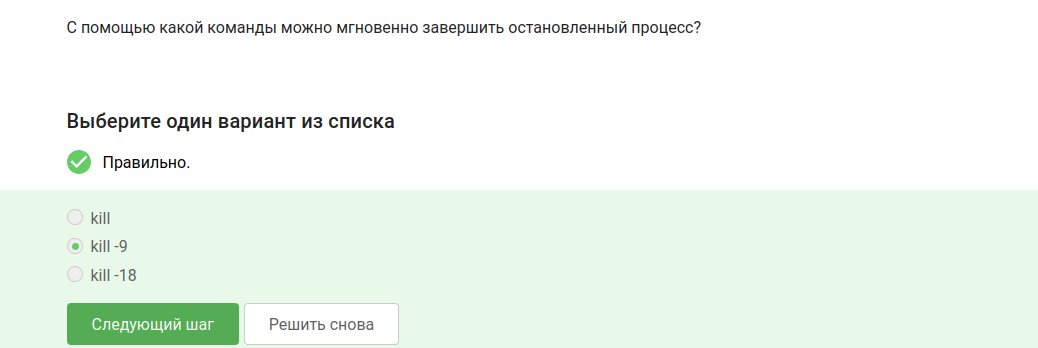 С помощью какой команды можно мгновенно завершить остановленный процесс?
Выберите один вариант из списка
Правильно.
kill
kill -9
kill -18
Следующий шаг
Решить снова